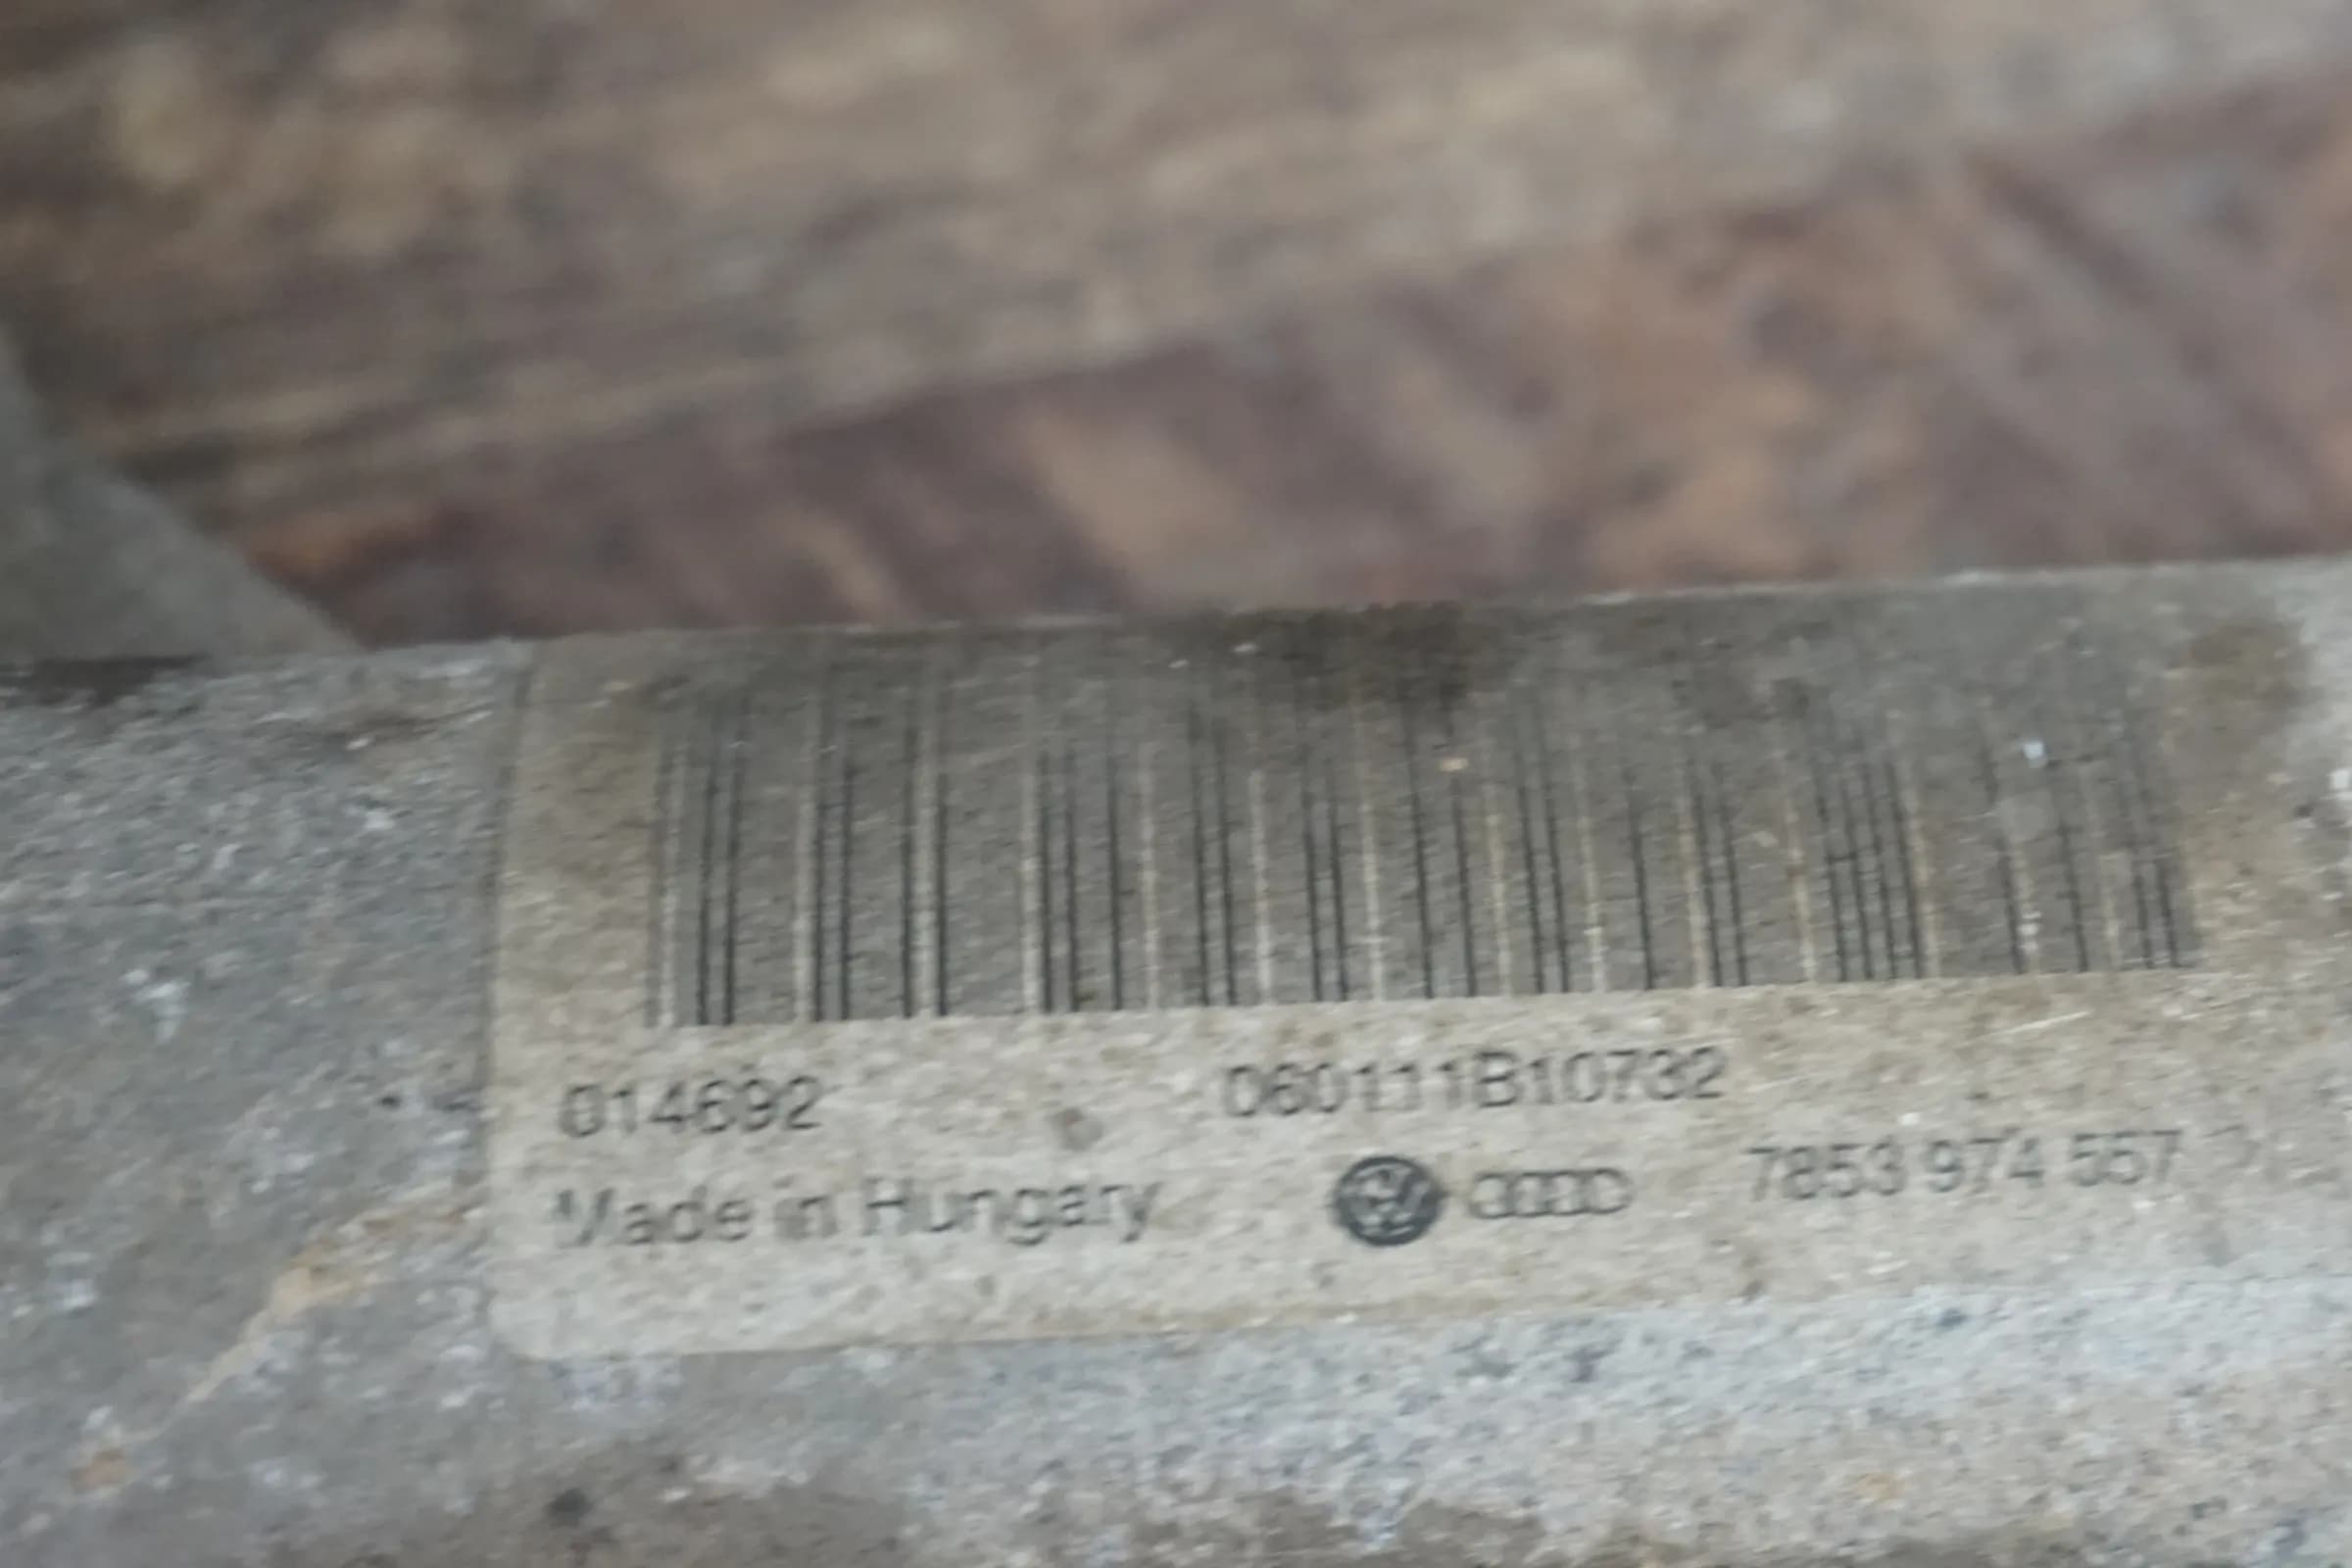 014692 060111B10732
Made in Hungary 7853 974 557